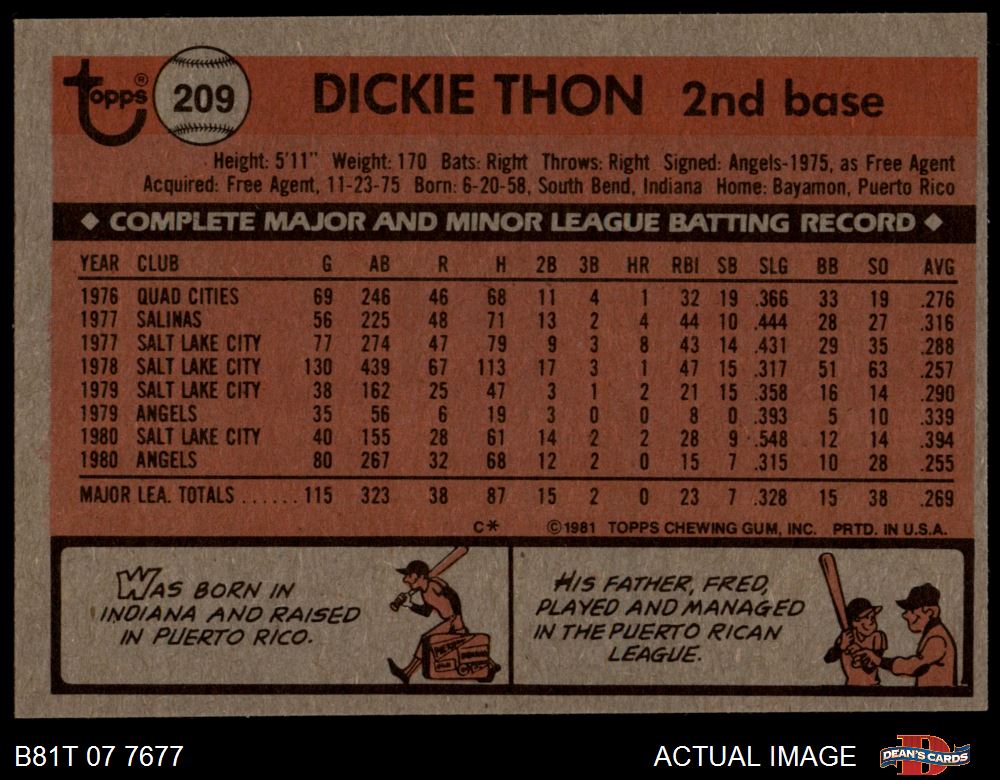 topps® 209 DICKIE THON 2nd base
Height: 5'11" Weight: 170 Bats: Right Throws: Right Signed: Angels-1975, as Free Agent
Acquired: Free Agent, 11-23-75 Born: 6-20-58, South Bend, Indiana Home: Bayamon, Puerto Rico
◆ COMPLETE MAJOR AND MINOR LEAGUE BATTING RECORD ◆
YEAR CLUB G AB R H 2B 3B HR RBI SB SLG BB SO AVG
1976 QUAD CITIES 69 246 46 68 11 4 1 32 19 .366 33 19 .276
1977 SALINAS 56 225 48 71 13 2 4 44 10 .444 28 27 .316
1977 SALT LAKE CITY 77 274 47 79 9 3 8 43 14 .431 29 35 .288
1978 SALT LAKE CITY 130 439 67 113 17 3 1 47 15 .317 51 63 .257
1979 SALT LAKE CITY 38 162 25 47 3 1 2 21 15 .358 16 14 .290
1979 ANGELS 35 56 6 19 3 0 0 8 0 .393 5 10 .339
1980 SALT LAKE CITY 40 155 28 61 14 2 2 28 9 .548 12 14 .394
1980 ANGELS 80 267 32 68 12 2 0 15 7 .315 10 28 .255
MAJOR LEA. TOTALS ...... 115 323 38 87 15 2 0 23 7 .328 15 38 .269
C* ©1981 TOPPS CHEWING GUM, INC. PRTD. IN U.S.A.
WAS BORN IN
INDIANA AND RAISED
IN PUERTO RICO.
HIS FATHER, FRED,
PLAYED AND MANAGED
IN THE PUERTO RICAN
LEAGUE.
B81T 07 7677 ACTUAL IMAGE DEAN'S CARDS